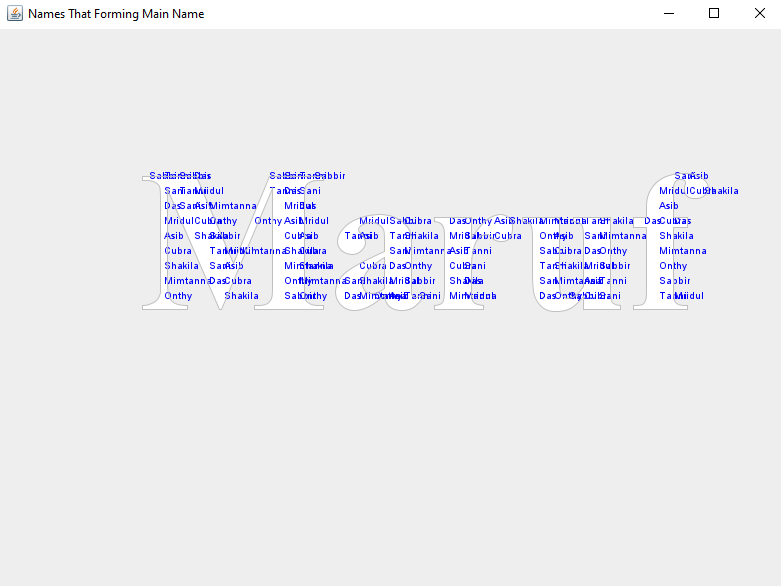 Names That Forming Main Name
Maruf
Sabbir Sabbir Das Sabbir Tanni Sabbir Sani Asib
Sani Tanni Mridul Tanni Das Sani Mridul Cubra Shakila
Das Sani Asib Mimtanna Mridul Das Asib
Mridul Cubra Onthy Onthy Asib Mridul Mridul Sabbir Cubra Das Onthy Asib Shakila Mimtanna Shakila Das Cubra Das
Asib Shakila Sabbir Cubra Asib Tanni Asib Tanni Shakila Mridul Sabbir Cubra Onthy Asib Sani Mimtanna Shakila
Cubra Tanni Mridul Mimtanna Shakila Cubra Sani Mimtanna Asib Tanni Sabbir Cubra Das Onthy Mimtanna
Shakila Sani Asib Mimtanna Shakila Cubra Das Onthy Cubra Sani Tanni Shakila Mridul Sabbir Onthy
Mimtanna Das Cubra Onthy Mimtanna Sani Shakila Mridul Sabbir Shakila Das Sani Mimtanna Asib Tanni Sabbir
Onthy Shakila Sabbir Onthy Das Mimtanna Asib Sani Mimtanna Das Onthy Cubra Sani Tanni Mridul